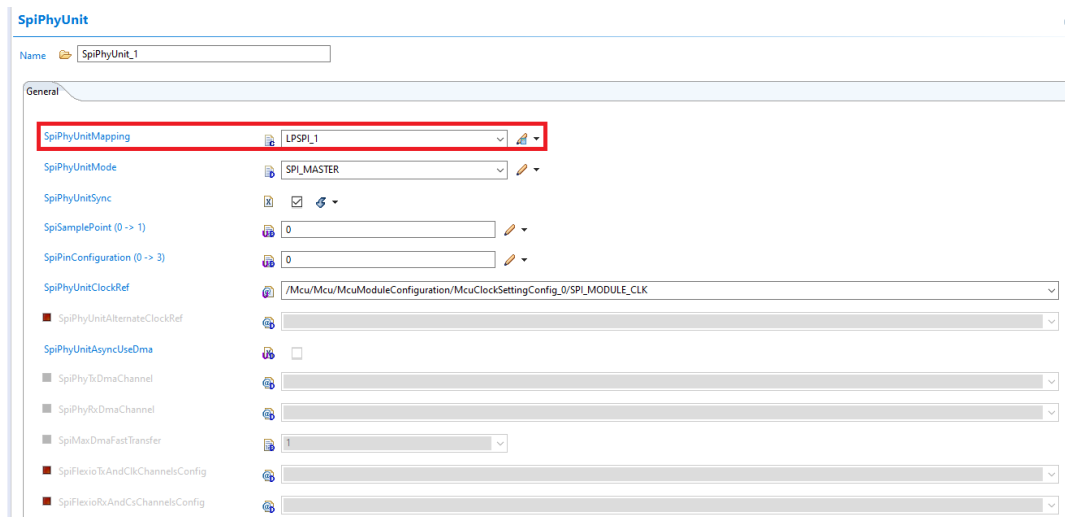 SpiPhyUnit
Name SpiPhyUnit_1
General
SpiPhyUnitMapping LPSPI_1
SpiPhyUnitMode SPI_MASTER
SpiPhyUnitSync
SpiSamplePoint (0 -> 1) 0
SpiPinConfiguration (0 -> 3) 0
SpiPhyUnitClockRef /Mcu/Mcu/McuModuleConfiguration/McuClockSettingConfig_0/SPI_MODULE_CLK
SpiPhyUnitAlternateClockRef
SpiPhyUnitAsyncUseDma
SpiPhyTxDmaChannel
SpiPhyRxDmaChannel
SpiMaxDmaFastTransfer 1
SpiFlexioTxAndClkChannelsConfig
SpiFlexioRxAndCsChannelsConfig